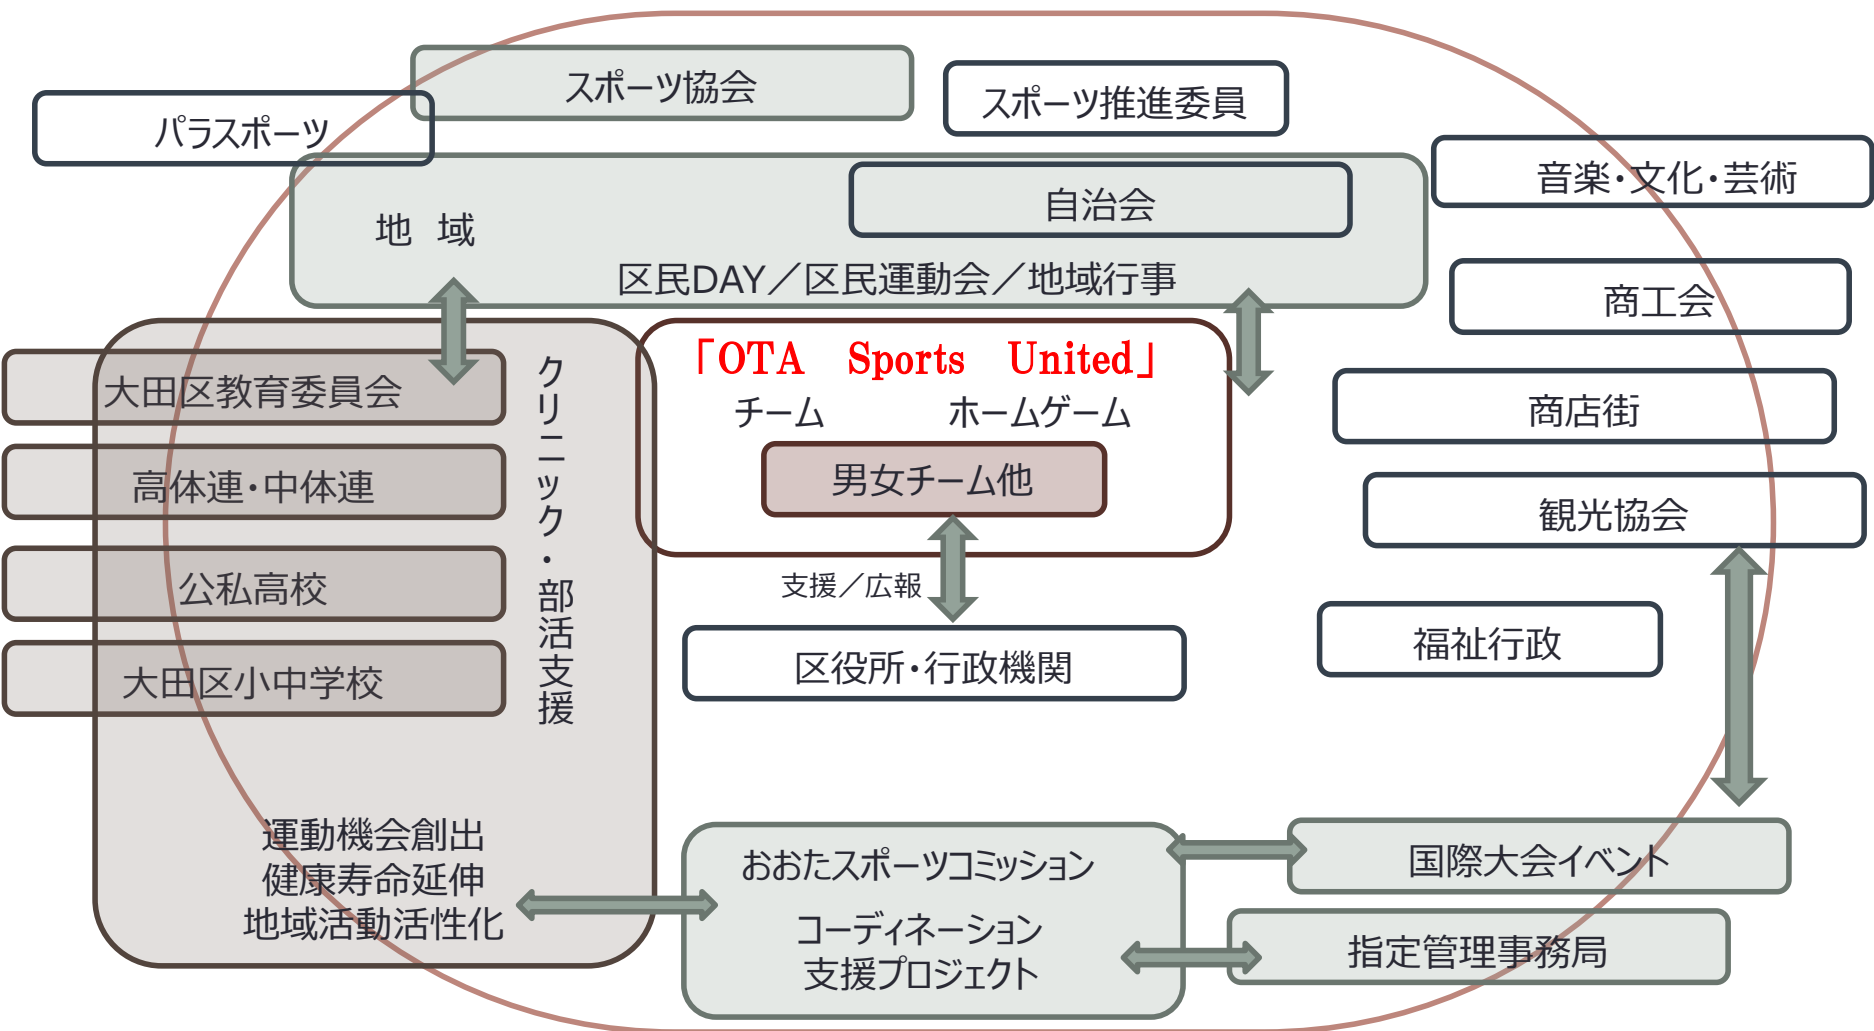 スポーツ協会
スポーツ推進委員
パラスポーツ
音楽・文化・芸術
自治会
地　域
区民DAY／区民運動会／地域行事
商工会
「OTA　Sports　United」
チーム
ホームゲーム
男女チーム他
大田区教育委員会
高体連・中体連
公私高校
大田区小中学校
クリニック・部活支援
商店街
観光協会
支援／広報
区役所・行政機関
福祉行政
運動機会創出
健康寿命延伸
地域活動活性化
おおたスポーツコミッション
コーディネーション
支援プロジェクト
国際大会イベント
指定管理事務局